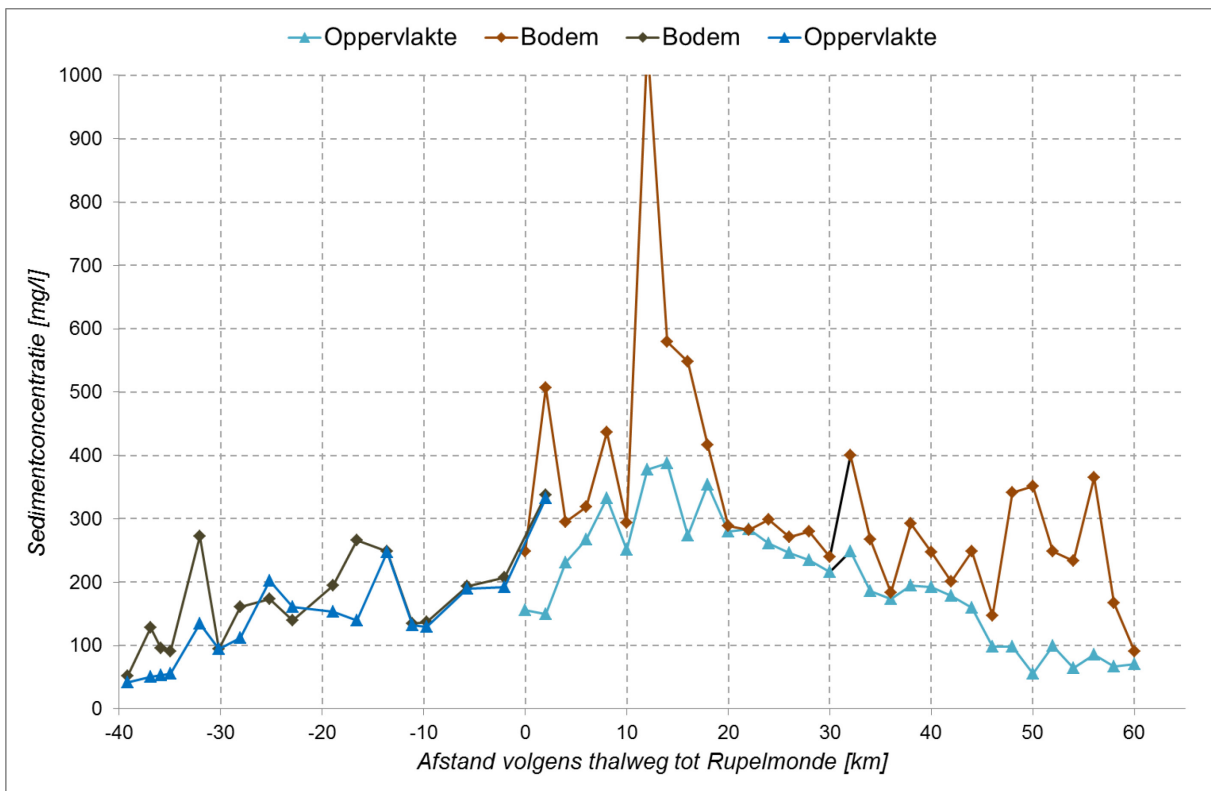 Oppervlakte Bodem Bodem Oppervlakte
1000
900
800
700
600
500
400
300
200
100
0
Sedimentconcentratie [mg/l]
-40 -30 -20 -10 0 10 20 30 40 50 60
Afstand volgens thalweg tot Rupelmonde [km]